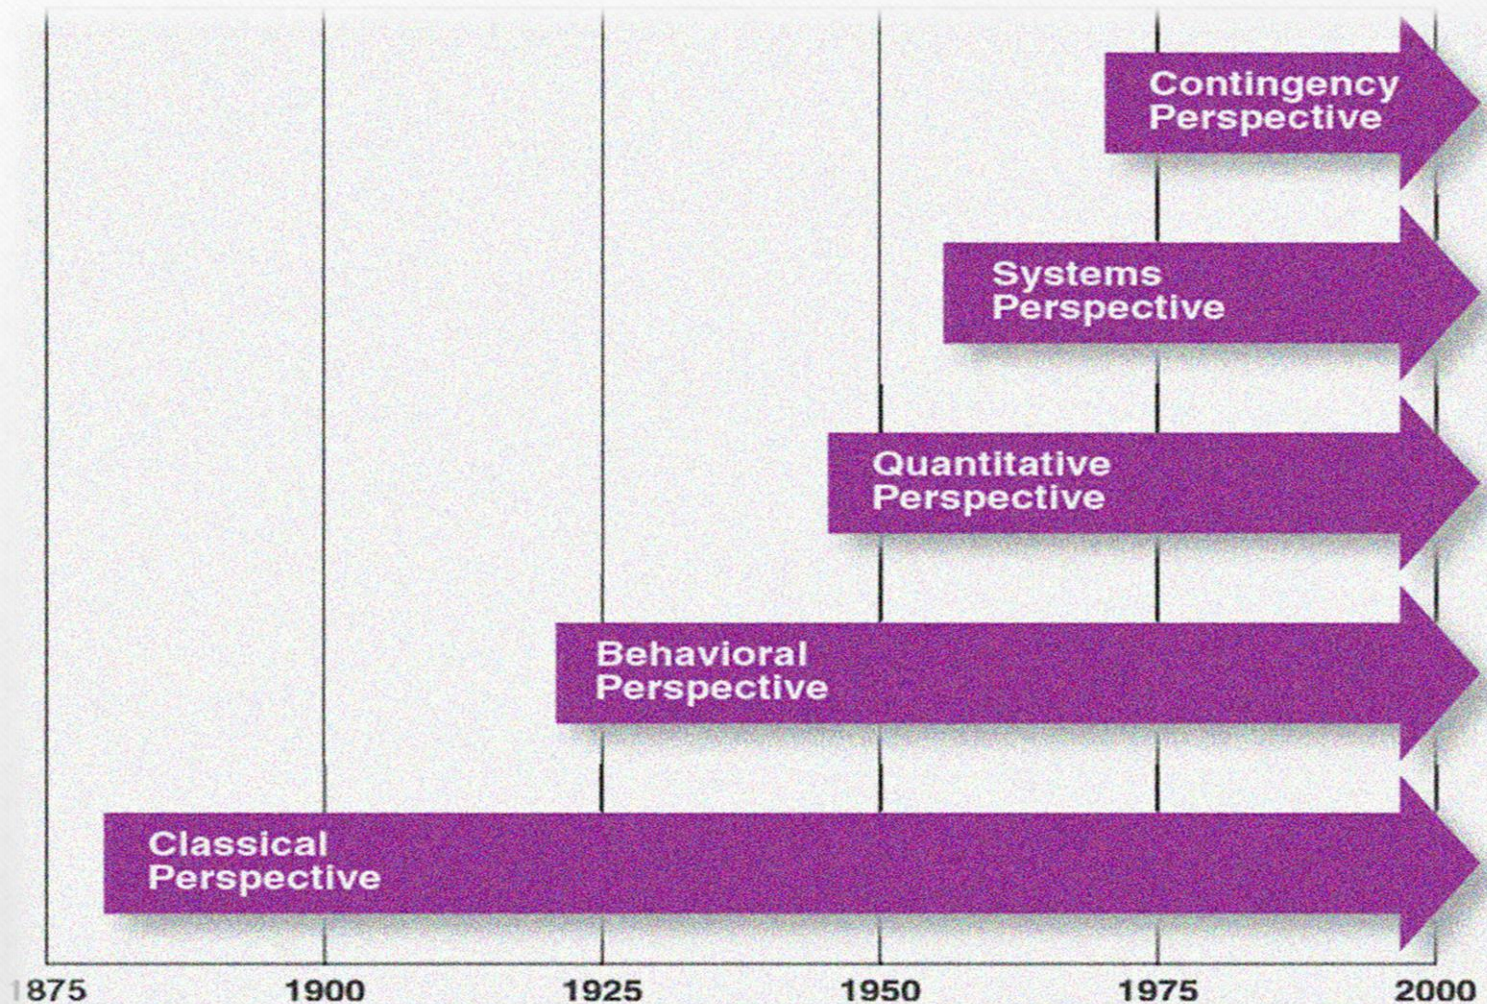 Contingency
Perspective
Systems
Perspective
Quantitative
Perspective
Behavioral
Perspective
Classical
Perspective
1875 1900 1925 1950 1975 2000